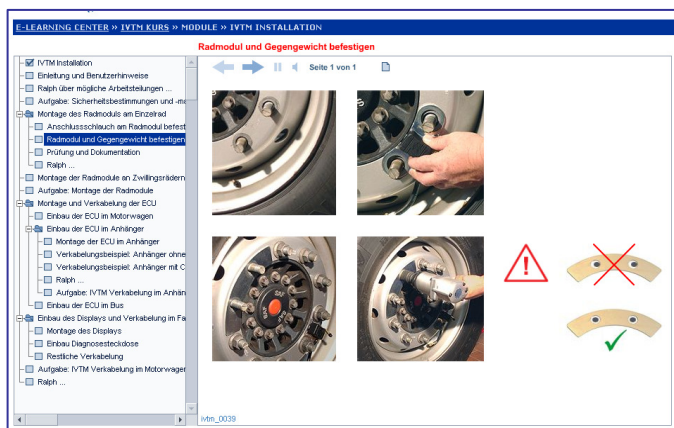 E-LEARNING CENTER » IVTM KURS » MODULE » IVTM INSTALLATION
Radmodul und Gegengewicht befestigen
Seite 1 von 1
IVTM Installation
Einleitung und Benutzerhinweise
Ralph über mögliche Arbeitsteilungen ...
Aufgabe: Sicherheitsbestimmungen und -ma
Montage des Radmoduls am Einzelrad
Anschlussschlauch am Radmodul befest
Radmodul und Gegengewicht befestigen
Prüfung und Dokumentation
Ralph ...
Montage der Radmodule an Zwillingsrädern
Aufgabe: Montage der Radmodule
Montage und Verkabelung der ECU
Einbau der ECU im Motorwagen
Einbau der ECU im Anhänger
Montage der ECU im Anhänger
Verkabelungsbeispiel: Anhänger ohne
Verkabelungsbeispiel: Anhänger mit C
Ralph ...
Aufgabe: IVTM Verkabelung im Anhän
Einbau der ECU im Bus
Einbau des Displays und Verkabelung im Fa
Montage des Displays
Einbau Diagnosesteckdose
Restliche Verkabelung
Aufgabe: IVTM Verkabelung im Motorwager
Ralph ...
ivtm_0039